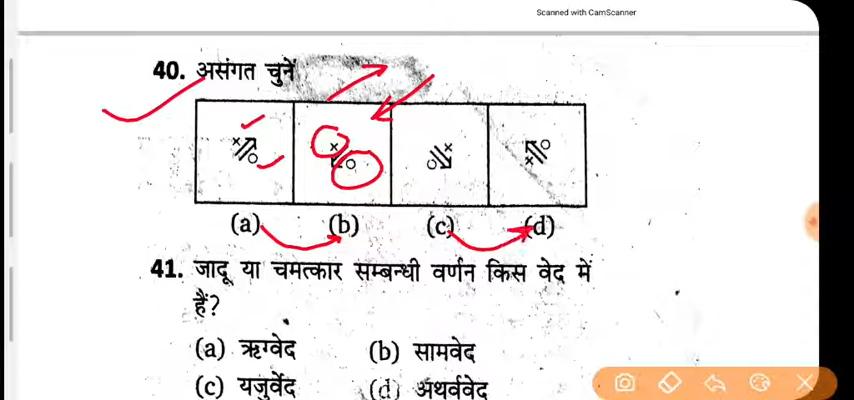 Scanned with CamScanner
40. असंगत चुनें
(a) (b) (c) (d)
41. जादू या चमत्कार सम्बन्धी वर्णन किस वेद में
हैं?
(a) ऋग्वेद (b) सामवेद
(c) यजुर्वेद (d) अथर्ववेद